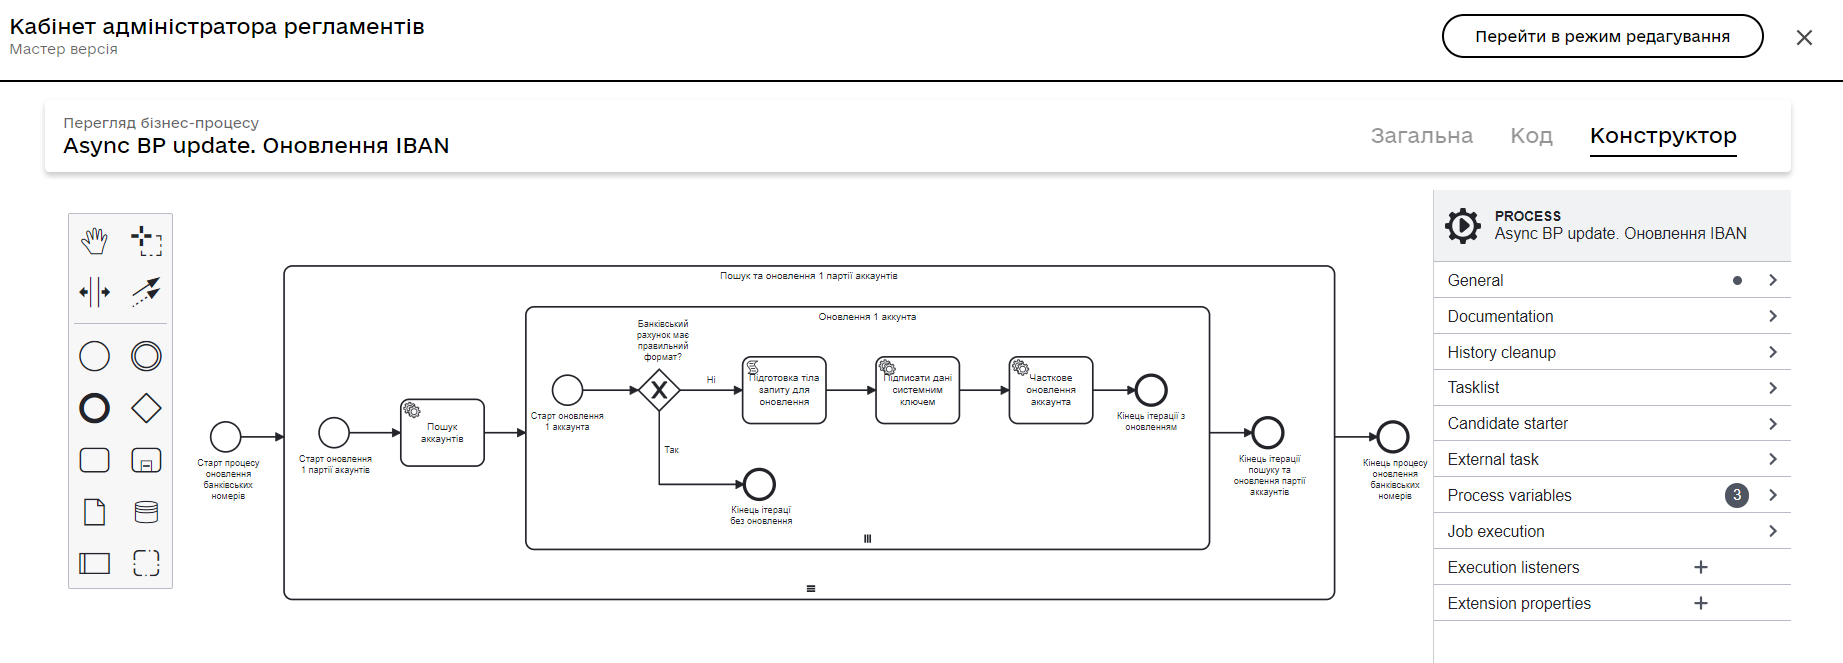 Кабінет адміністратора регламентів
Мастер версія
Перейти в режим редагування
Перегляд бізнес-процесу
Async BP update. Оновлення IBAN
Загальна
Код
Конструктор
Пошук та оновлення 1 партії аккаунтів
Оновлення 1 аккунта
Банківський
рахунок має
правильний
формат?
Ні
Підготовка тіла
запиту для
оновлення
Підписати дані
системним
ключем
Часткове
оновлення
аккаунта
Старт оновлення
1 аккаунта
Кінець ітерації з
оновленням
Пошук
аккаунтів
Так
Старт процесу
оновлення
банківських
номерів
Старт оновлення
1 партії акаунтів
Кінець ітерації
пошуку та
оновлення партії
аккаунтів
Кінець процесу
оновлення
банківських
номерів
Кінець ітерації
без оновлення
PROCESS
Async BP update. Оновлення IBAN
General
Documentation
History cleanup
Tasklist
Candidate starter
External task
Process variables
3
Job execution
Execution listeners
Extension properties